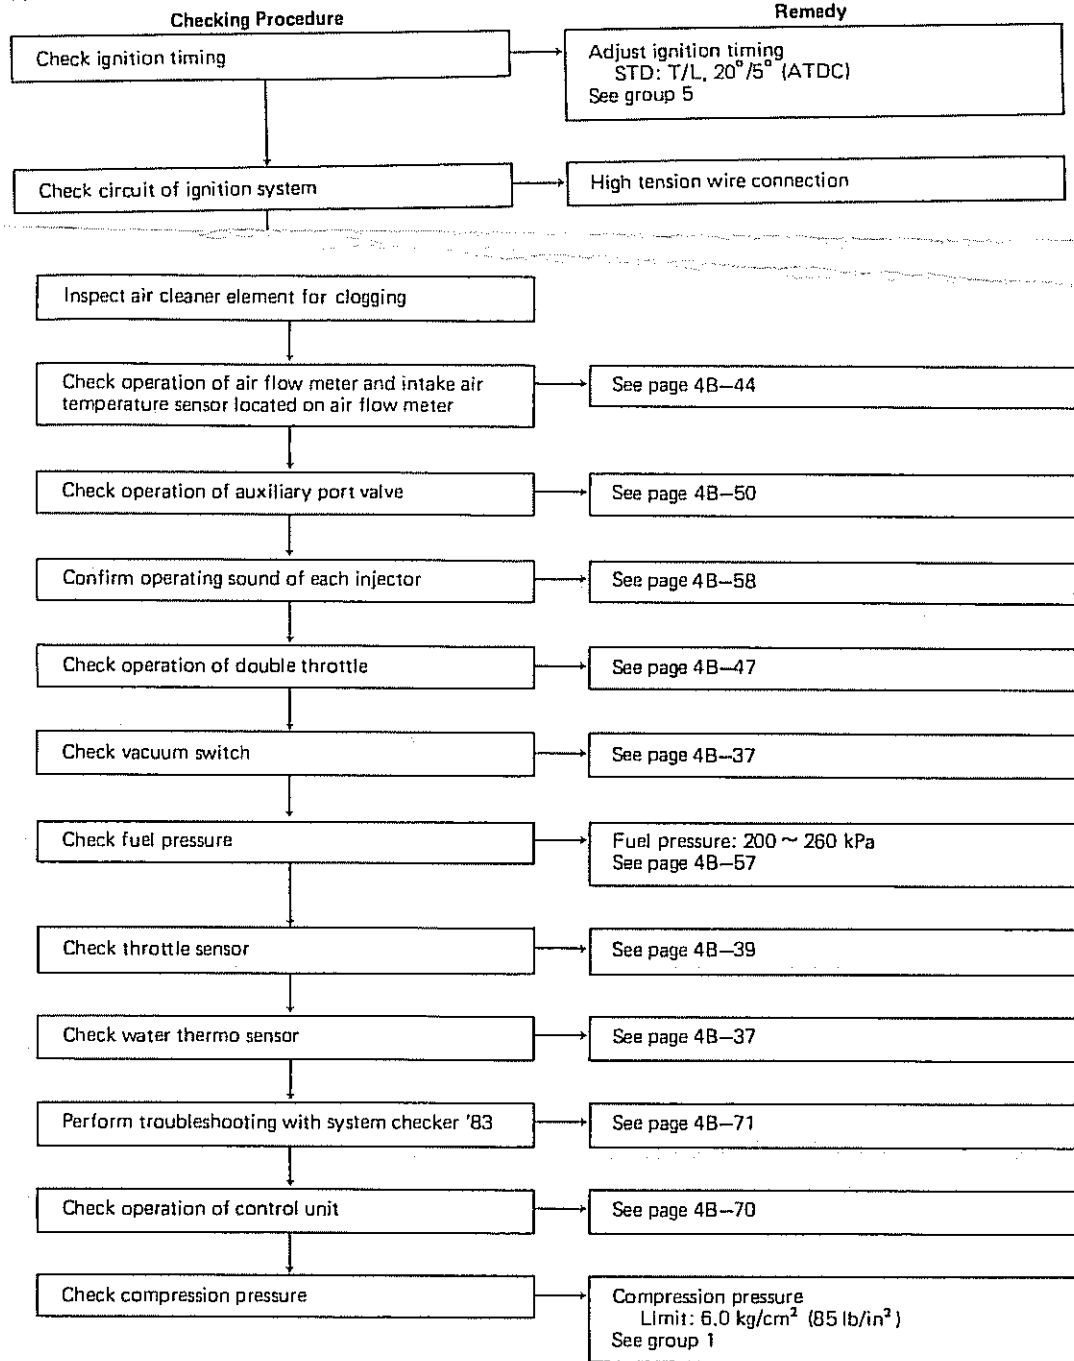 Checking Procedure
Remedy
Check ignition timing
Adjust ignition timing
STD: T/L, 20°/5° (ATDC)
See group 5
Check circuit of ignition system
High tension wire connection
Inspect air cleaner element for clogging
Check operation of air flow meter and intake air
temperature sensor located on air flow meter
See page 4B—44
Check operation of auxiliary port valve
See page 4B—50
Confirm operating sound of each injector
See page 4B—58
Check operation of double throttle
See page 4B—47
Check vacuum switch
See page 4B—37
Check fuel pressure
Fuel pressure: 200 ~ 260 kPa
See page 4B—57
Check throttle sensor
See page 4B—39
Check water thermo sensor
See page 4B—37
Perform troubleshooting with system checker '83
See page 4B—71
Check operation of control unit
See page 4B—70
Check compression pressure
Compression pressure
Limit: 6.0 kg/cm² (85 lb/in²)
See group 1